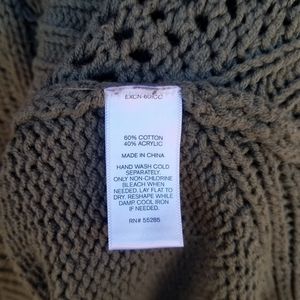 60% COTTON
40% ACRYLIC
MADE IN CHINA
HAND WASH COLD
SEPARATELY.
ONLY NON-CHLORINE
BLEACH WHEN
NEEDED. LAY FLAT TO
DRY. RESHAPE WHILE
DAMP. COOL IRON
IF NEEDED.
RN# 55285